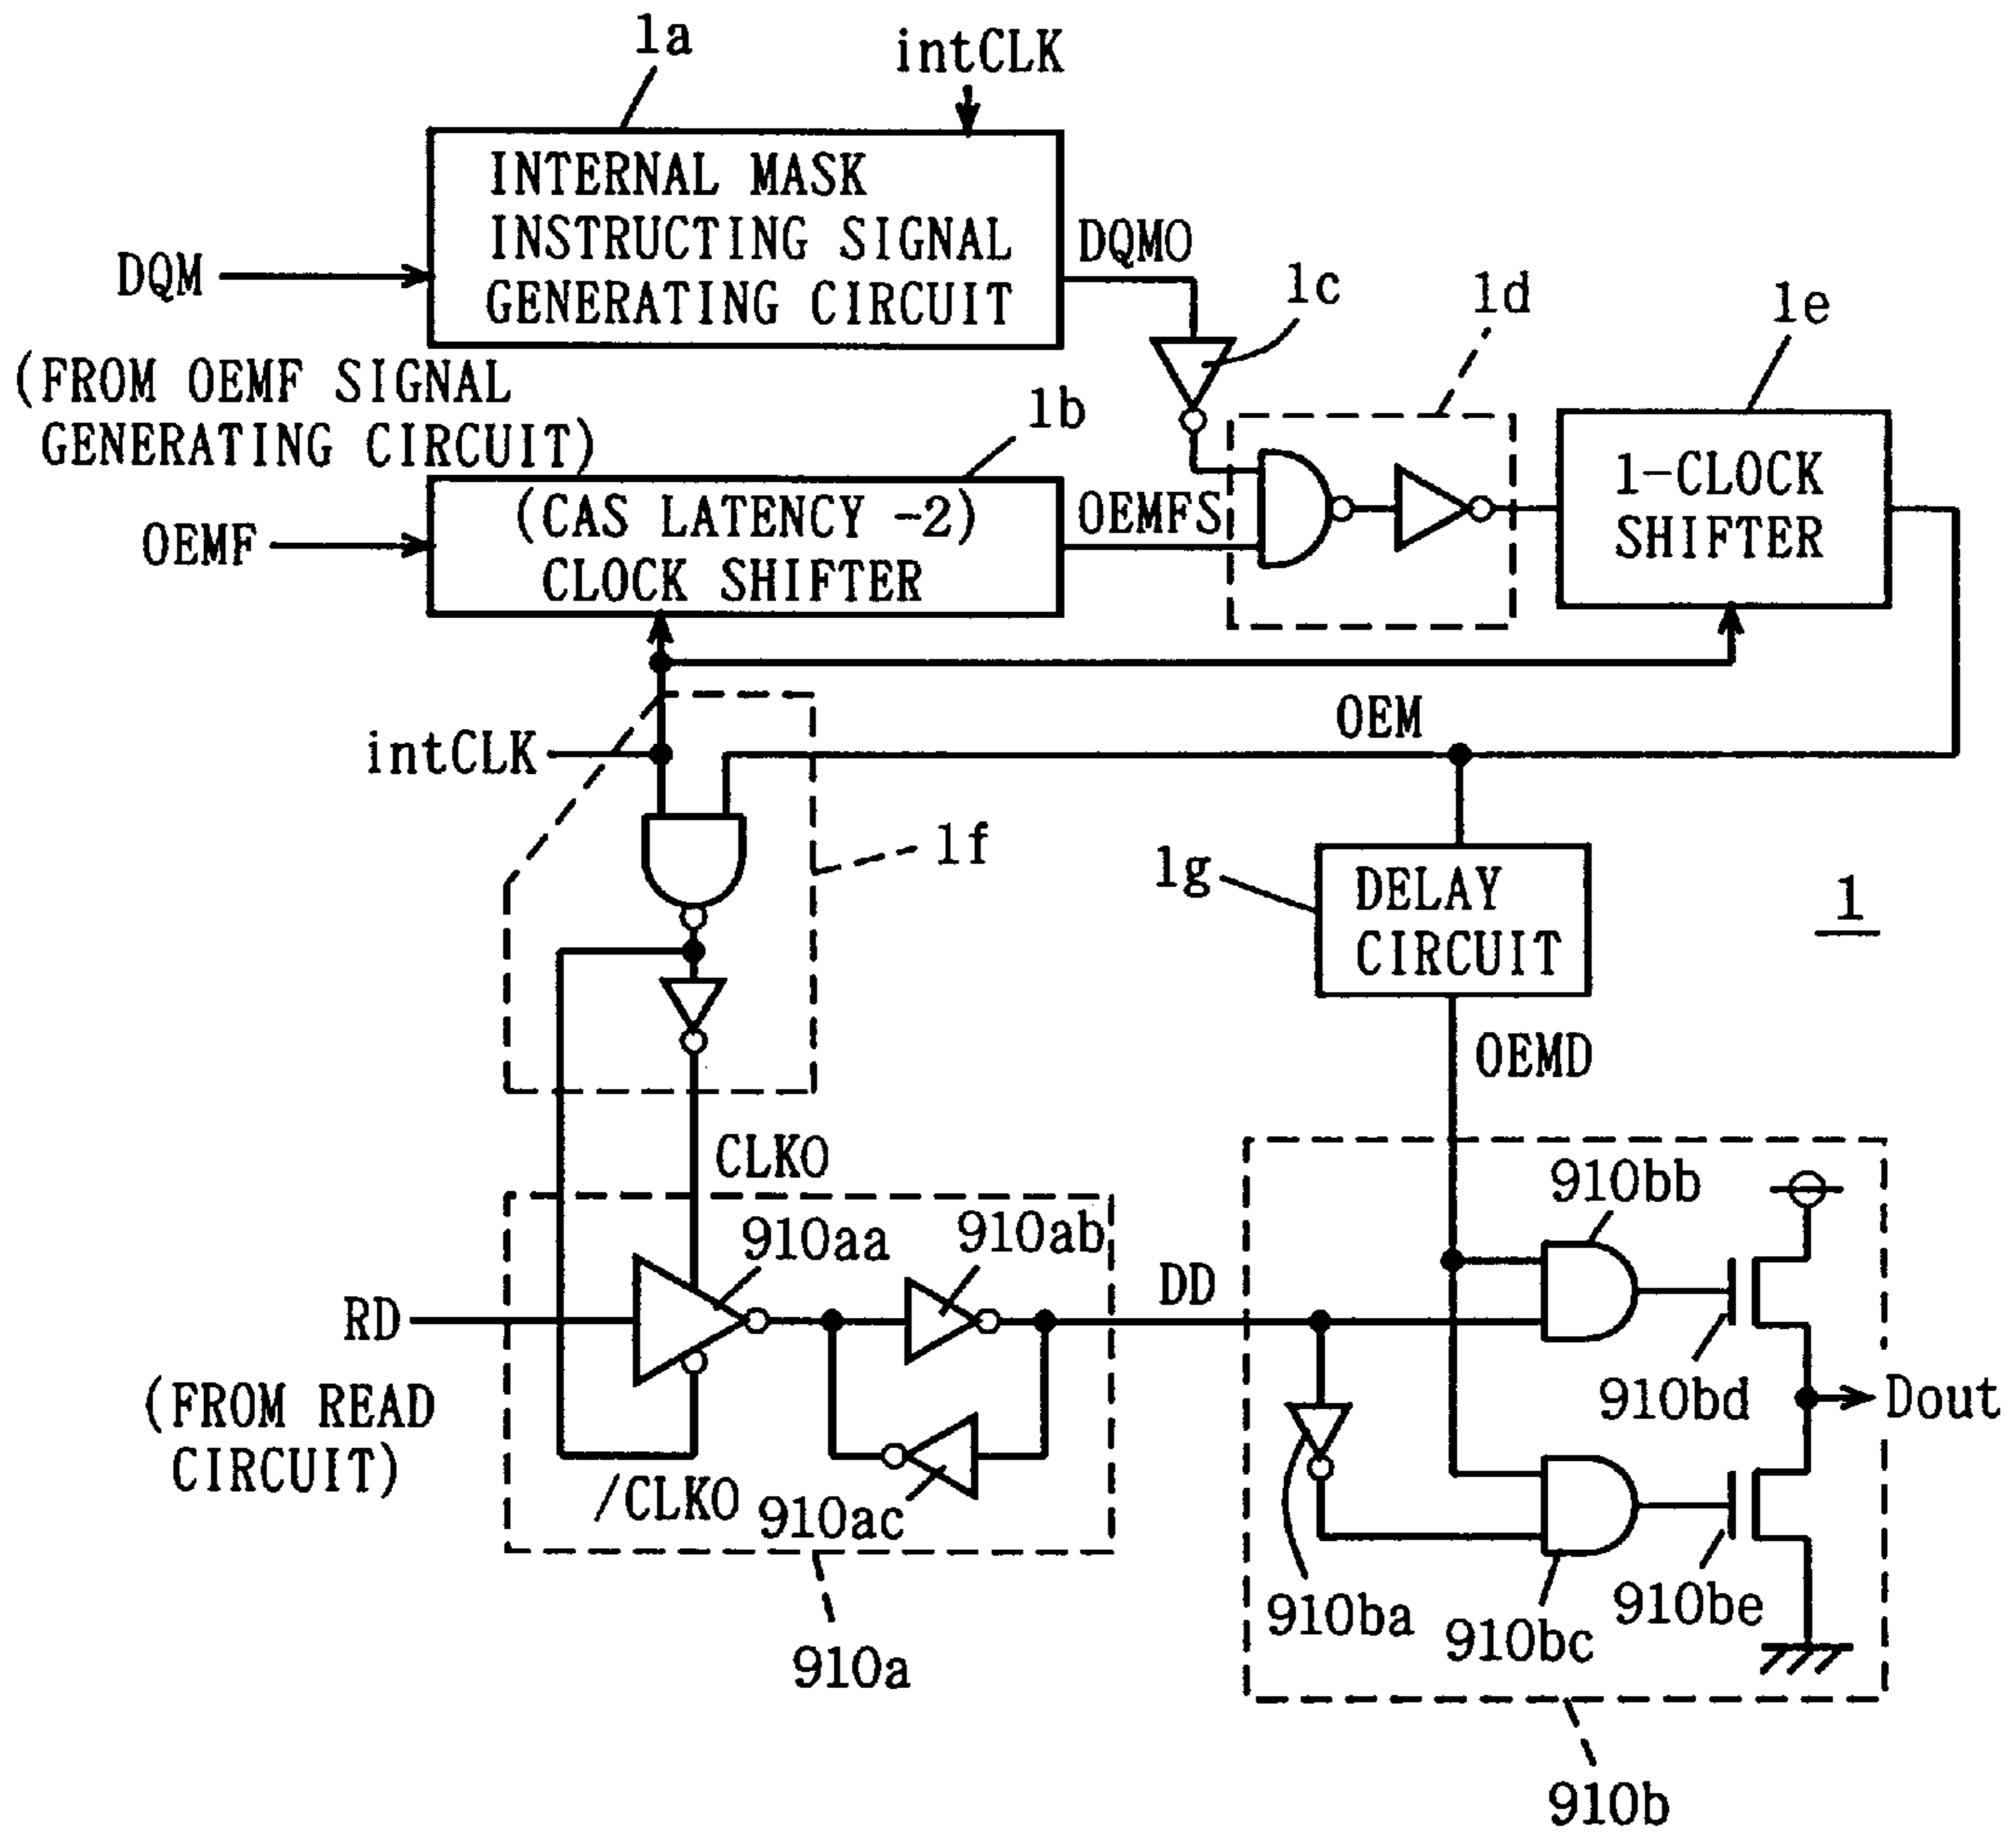 1a
intCLK
INTERNAL MASK
INSTRUCTING SIGNAL
GENERATING CIRCUIT
DQM
DQM0
1c
1d
1e
(FROM OEMF SIGNAL
GENERATING CIRCUIT)
1b
(CAS LATENCY -2)
CLOCK SHIFTER
OEMF
OEMFS
1-CLOCK
SHIFTER
OEM
intCLK
1f
1g
DELAY
CIRCUIT
1
OEMD
CLKO
910bb
910aa
910ab
DD
RD
(FROM READ
CIRCUIT)
910bd
Dout
/CLKO
910ac
910ba
910bc
910be
910a
910b